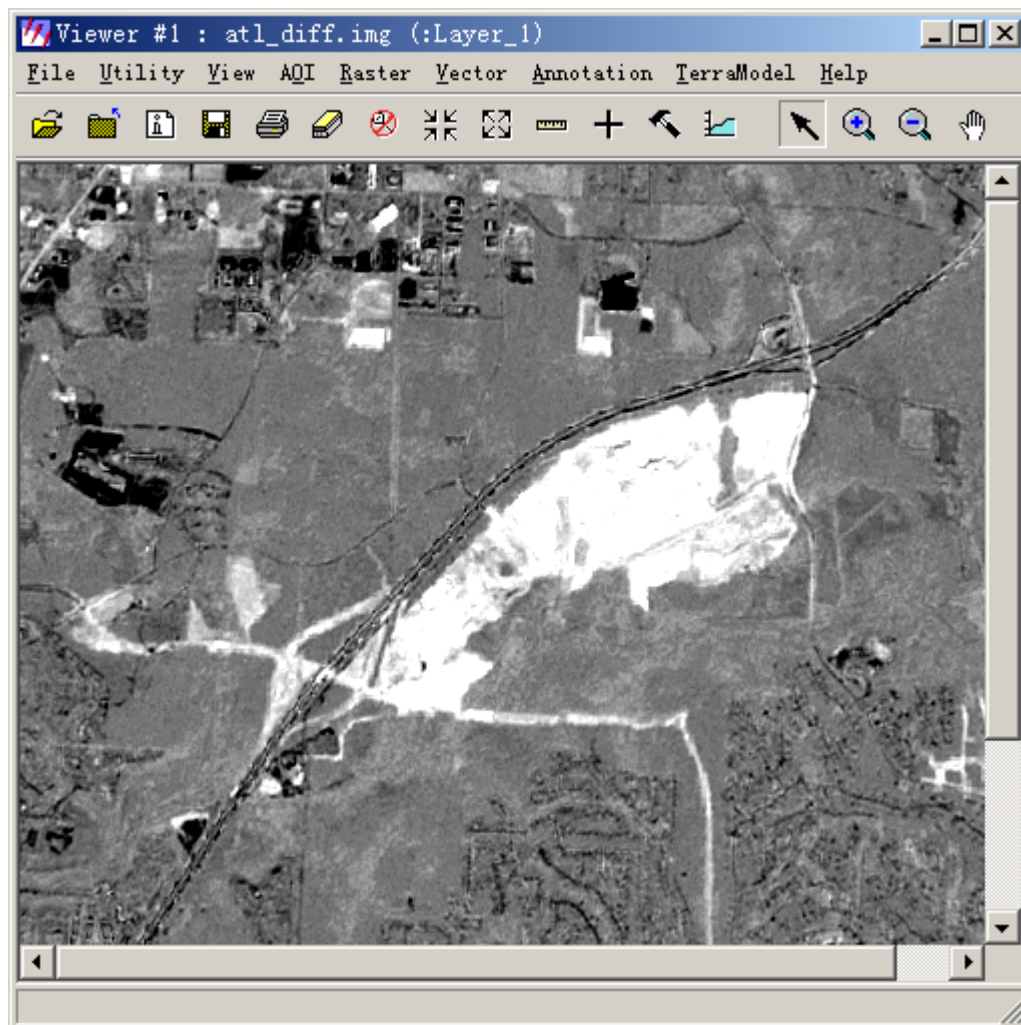 Viewer #1 : atl_diff.img (:Layer_1)
File Utility View AOI Raster Vector Annotation TerraModel Help